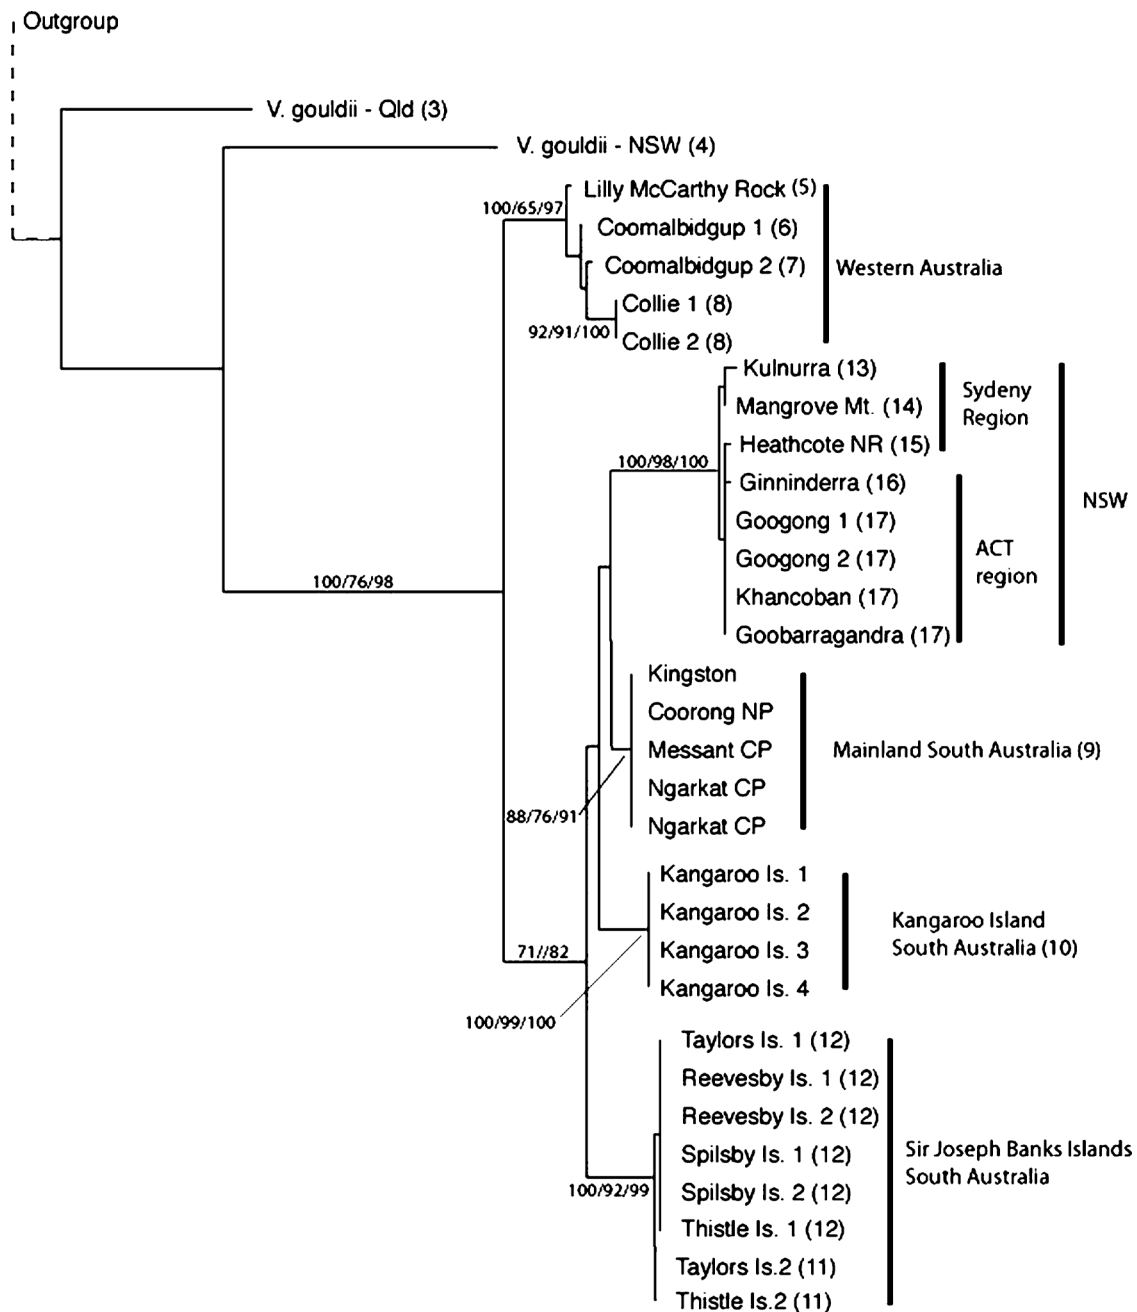 Outgroup
V. gouldii - Qld (3)
V. gouldii - NSW (4)
100/65/97
Lilly McCarthy Rock (5)
Coomalbidgup 1 (6)
Coomalbidgup 2 (7)
Collie 1 (8)
92/91/100
Collie 2 (8)
Western Australia
Kulnurra (13)
Mangrove Mt. (14)
Heathcote NR (15)
Sydeny
Region
100/98/100
Ginninderra (16)
Googong 1 (17)
Googong 2 (17)
Khancoban (17)
Goobarragandra (17)
ACT
region
NSW
100/76/98
Kingston
Coorong NP
Messant CP
Ngarkat CP
Ngarkat CP
Mainland South Australia (9)
88/76/91
Kangaroo Is. 1
Kangaroo Is. 2
Kangaroo Is. 3
Kangaroo Is. 4
Kangaroo Island
South Australia (10)
71//82
100/99/100
Taylors Is. 1 (12)
Reevesby Is. 1 (12)
Reevesby Is. 2 (12)
Spilsby Is. 1 (12)
Spilsby Is. 2 (12)
Thistle Is. 1 (12)
Taylors Is.2 (11)
Thistle Is.2 (11)
Sir Joseph Banks Islands
South Australia
100/92/99